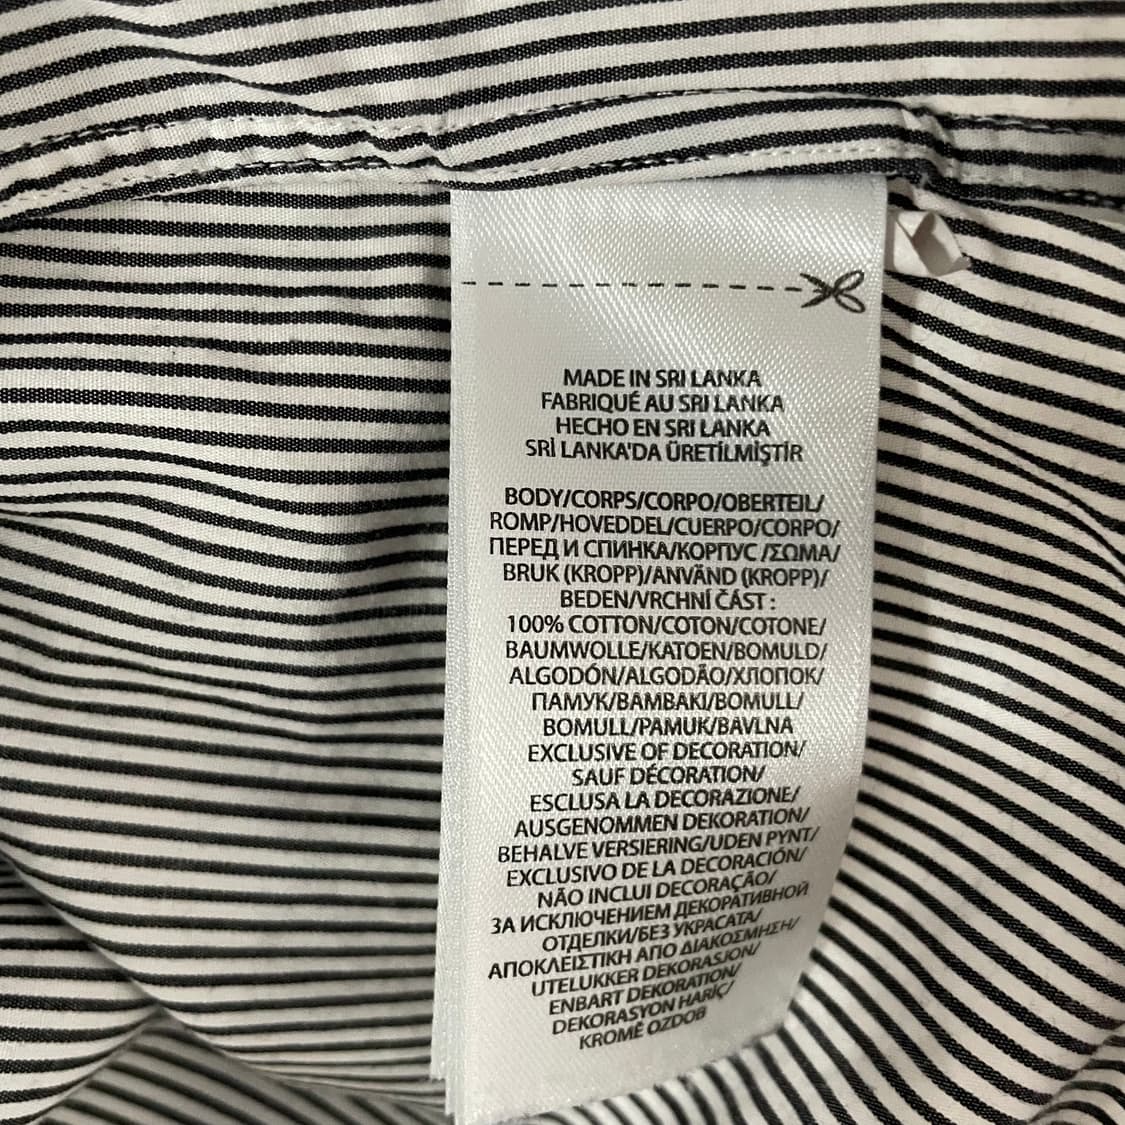 MADE IN SRI LANKA
FABRIQUÉ AU SRI LANKA
HECHO EN SRI LANKA
SRİ LANKA'DA ÜRETİLMİŞTİR
BODY/CORPS/CORPO/OBERTEIL/
ROMP/HOVEDDEL/CUERPO/CORPO/
ПЕРЕД И СПИНКА/КОРПУС /ΣΩΜΑ/
BRUK (KROPP)/ANVÄND (KROPP)/
BEDEN/VRCHNÍ ČÁST :
100% COTTON/COTON/COTONE/
BAUMWOLLE/KATOEN/BOMULD/
ALGODÓN/ALGODÃO/ХЛОПОК/
ПАМУК/ΒΑΜΒΑΚΙ/BOMULL/
BOMULL/PAMUK/BAVLNA
EXCLUSIVE OF DECORATION/
SAUF DÉCORATION/
ESCLUSA LA DECORAZIONE/
AUSGENOMMEN DEKORATION/
BEHALVE VERSIERING/UDEN PYNT/
EXCLUSIVO DE LA DECORACIÓN/
NÃO INCLUI DECORAÇÃO/
ЗА ИСКЛЮЧЕНИЕМ ДЕКОРАТИВНОЙ
ОТДЕЛКИ/БЕЗ УКРАСАТА/
ΑΠΟΚΛΕΙΣΤΙΚΗ ΑΠΟ ΔΙΑΚΟΣΜΗΣΗ/
UTELUKKER DEKORASJON/
ENBART DEKORATION/
DEKORASYON HARİÇ/
KROMĚ OZDOB